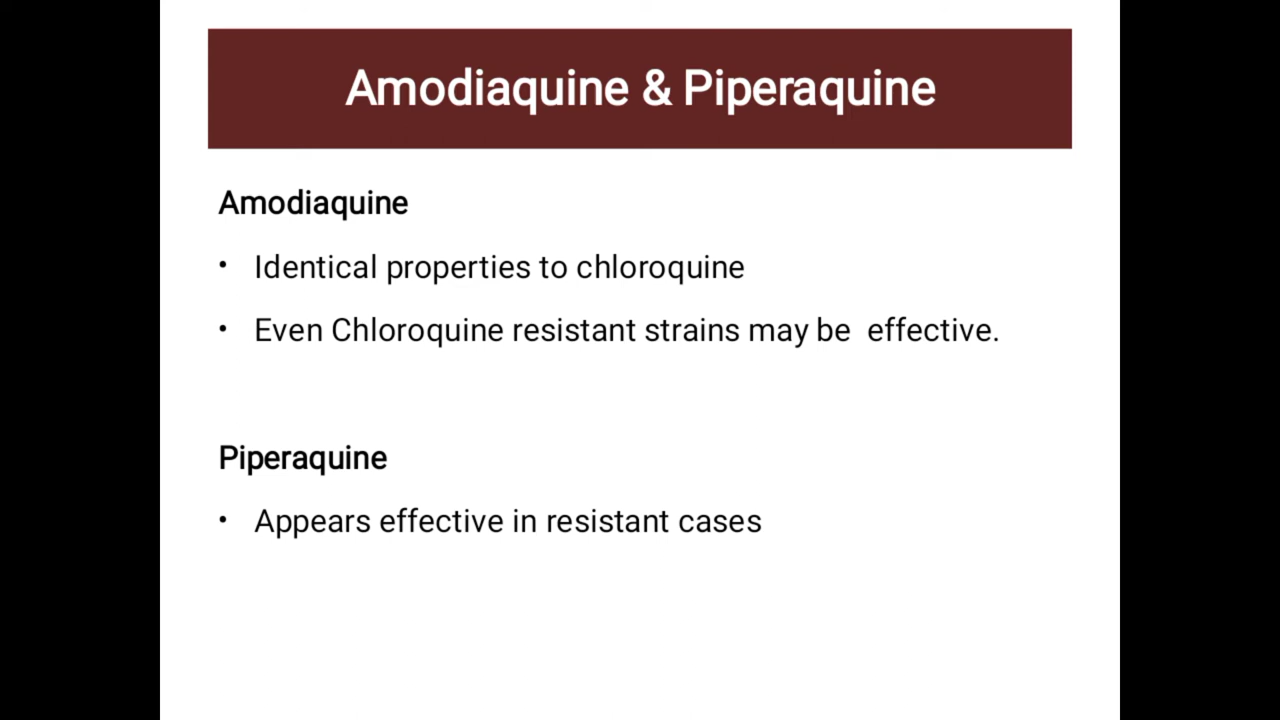 Amodiaquine & Piperaquine
Amodiaquine
• Identical properties to chloroquine
• Even Chloroquine resistant strains may be  effective.
Piperaquine
• Appears effective in resistant cases